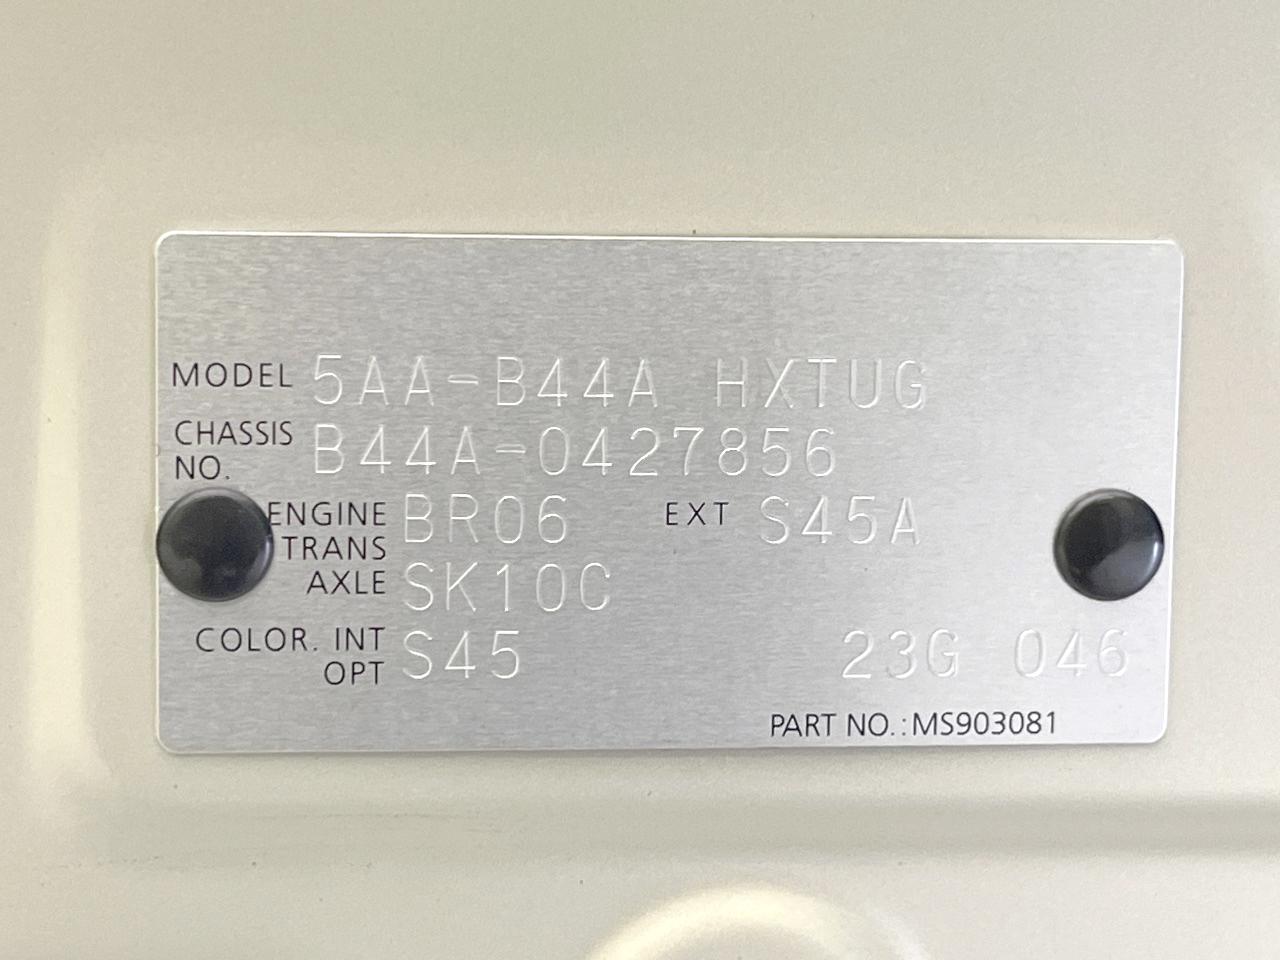 MODEL 5AA-B44A HXTUG
CHASSIS NO. B44A-0427856
ENGINE BR06 EXT S45A
TRANS AXLE SK10C
COLOR. INT OPT S45 23G 046
PART NO.:MS903081